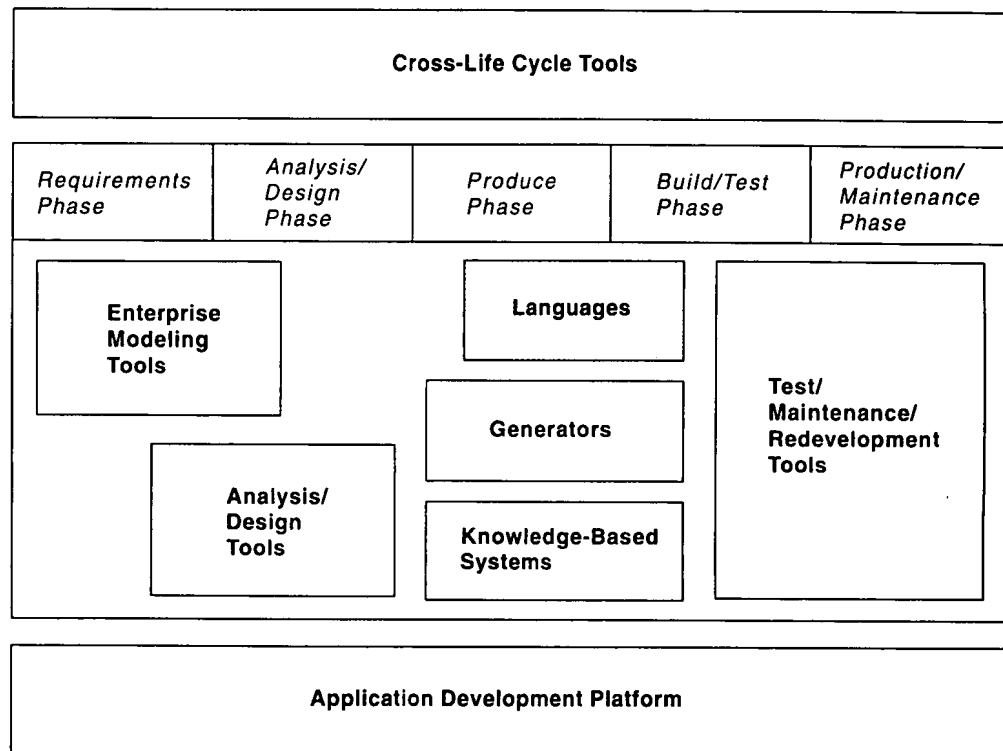 Cross-Life Cycle Tools
Requirements
Phase
Analysis/
Design
Phase
Produce
Phase
Build/Test
Phase
Production/
Maintenance
Phase
Enterprise
Modeling
Tools
Languages
Test/
Maintenance/
Redevelopment
Tools
Generators
Analysis/
Design
Tools
Knowledge-Based
Systems
Application Development Platform